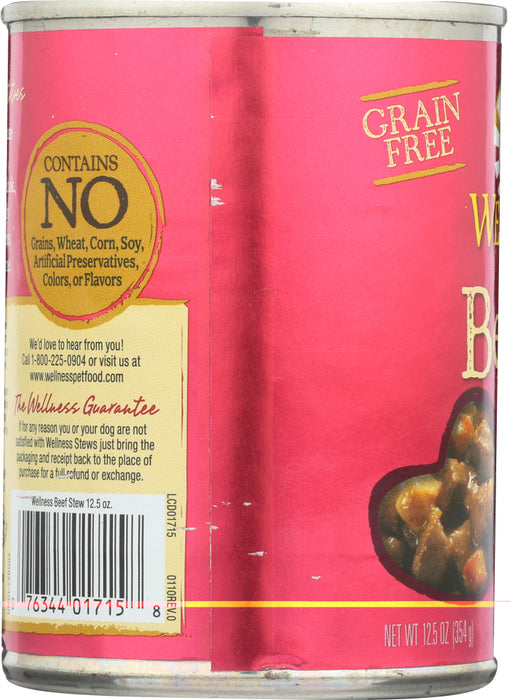 CONTAINS
NO
Grains, Wheat, Corn, Soy,
Artificial Preservatives,
Colors, or Flavors
We'd love to hear from you!
Call 1-800-225-0904 or visit us at
www.wellnesspetfood.com
The Wellness Guarantee
If for any reason you or your dog are not
satisfied with Wellness Stews just bring the
packaging and receipt back to the place of
purchase for a full refund or exchange.
Wellness Beef Stew 12.5 oz.
76344 01715 8
LCD01715
0110REV.0
GRAIN
FREE
WE
Be
NET WT 12.5 OZ (354 g)